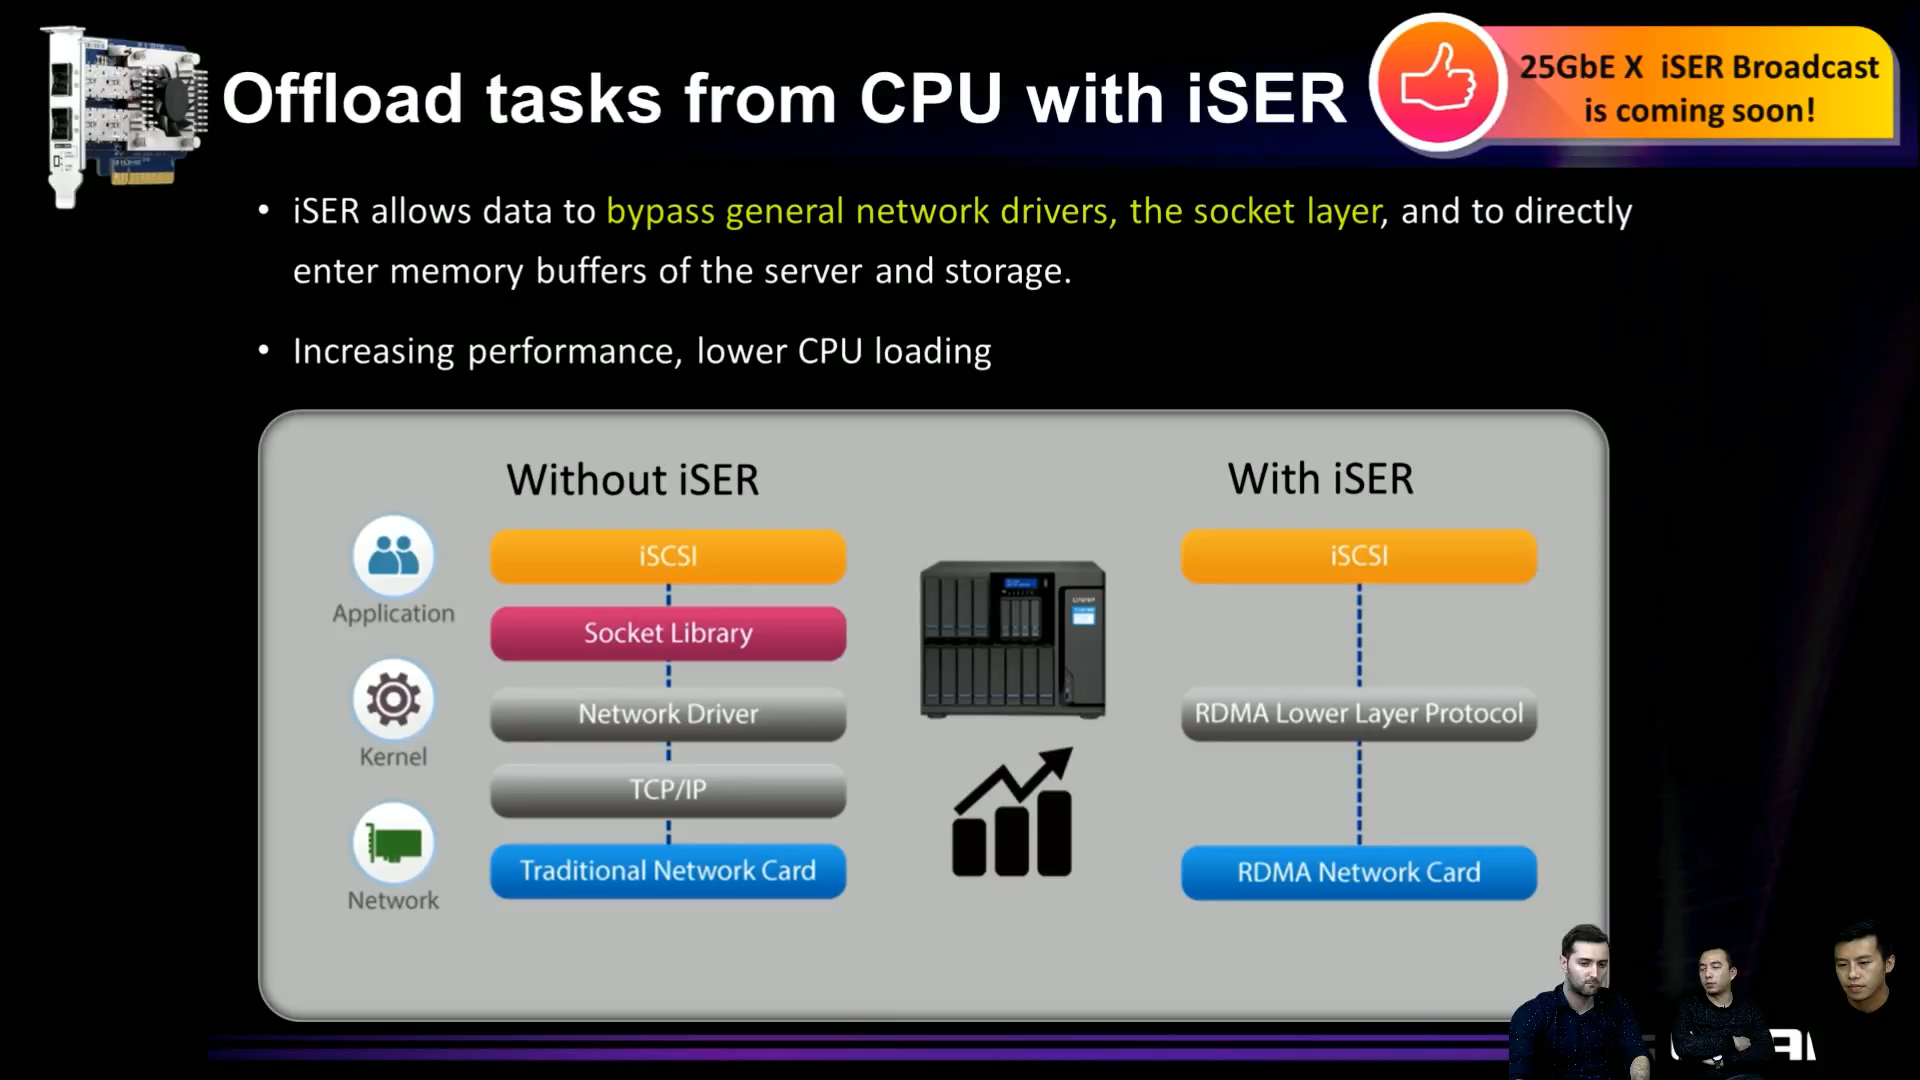 Offload tasks from CPU with iSER
25GbE X iSER Broadcast
is coming soon!
• iSER allows data to bypass general network drivers, the socket layer, and to directly
enter memory buffers of the server and storage.
• Increasing performance, lower CPU loading
Without iSER
With iSER
Application
Kernel
Network
iSCSI
Socket Library
Network Driver
TCP/IP
Traditional Network Card
iSCSI
RDMA Lower Layer Protocol
RDMA Network Card